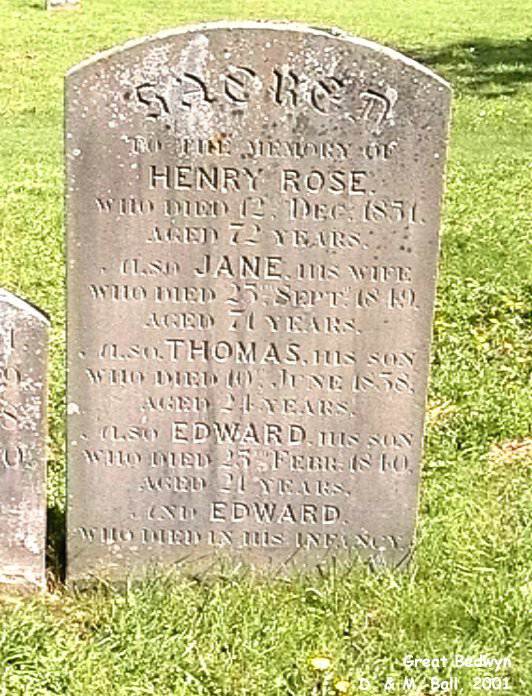 SACRED
TO THE MEMORY OF
HENRY ROSE.
WHO DIED 12TH DEC: 1851.
AGED 72 YEARS.
ALSO JANE, HIS WIFE
WHO DIED 25TH SEPTR 1849.
AGED 71 YEARS.
ALSO, THOMAS, HIS SON
WHO DIED 10TH JUNE 1838,
AGED 24 YEARS.
ALSO EDWARD, HIS SON
WHO DIED 25TH FEBR: 1840.
AGED 21 YEARS.
AND EDWARD.
WHO DIED IN HIS INFANCY.
Great Bedwyn
D. & M. Ball 2001